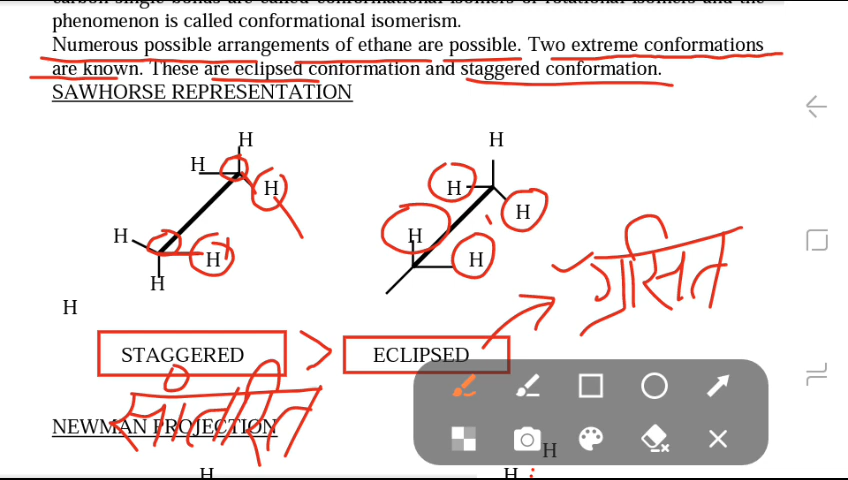 phenomenon is called conformational isomerism.
Numerous possible arrangements of ethane are possible. Two extreme conformations
are known. These are eclipsed conformation and staggered conformation.
SAWHORSE REPRESENTATION
H H
H H
H H
H H
H H
H
H
STAGGERED > ECLIPSED
ग्रसित
सांतरित
NEWMAN PROJECTION
H
H H